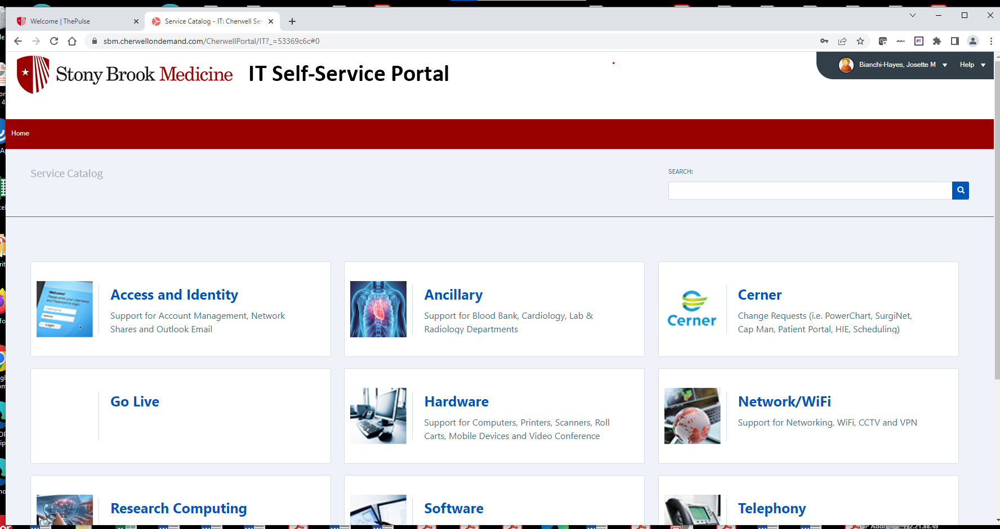 Welcome | ThePulse
Service Catalog - IT: Cherwell Ser
sbm.cherwellondemand.com/CherwellPortal/IT?_=53369c6c#0
PT
Stony Brook Medicine
IT Self-Service Portal
Bianchi-Hayes, Josette M
Help
Home
Service Catalog
SEARCH:
Access and Identity
Support for Account Management, Network
Shares and Outlook Email
Ancillary
Support for Blood Bank, Cardiology, Lab &
Radiology Departments
Cerner
Cerner
Change Requests (i.e. PowerChart, SurgiNet,
Cap Man, Patient Portal, HIE, Scheduling)
Go Live
Hardware
Support for Computers, Printers, Scanners, Roll
Carts, Mobile Devices and Video Conference
Network/WiFi
Support for Networking, WiFi, CCTV and VPN
Research Computing
Software
Telephony